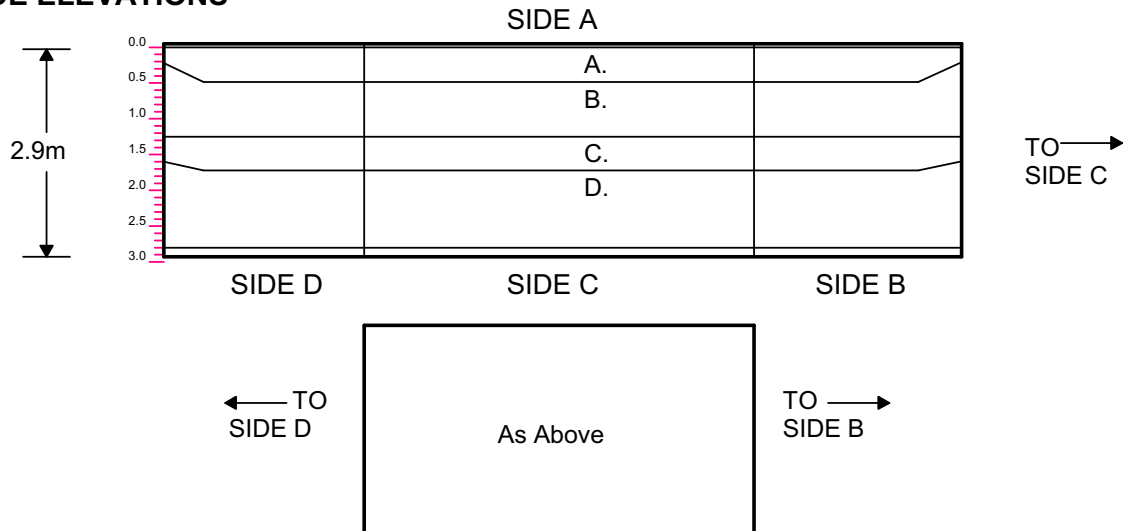 SIDE A
0.0
0.5
1.0
1.5
2.0
2.5
3.0
2.9m
A.
B.
C.
D.
TO
SIDE C
SIDE D
SIDE C
SIDE B
TO
SIDE D
As Above
TO
SIDE B